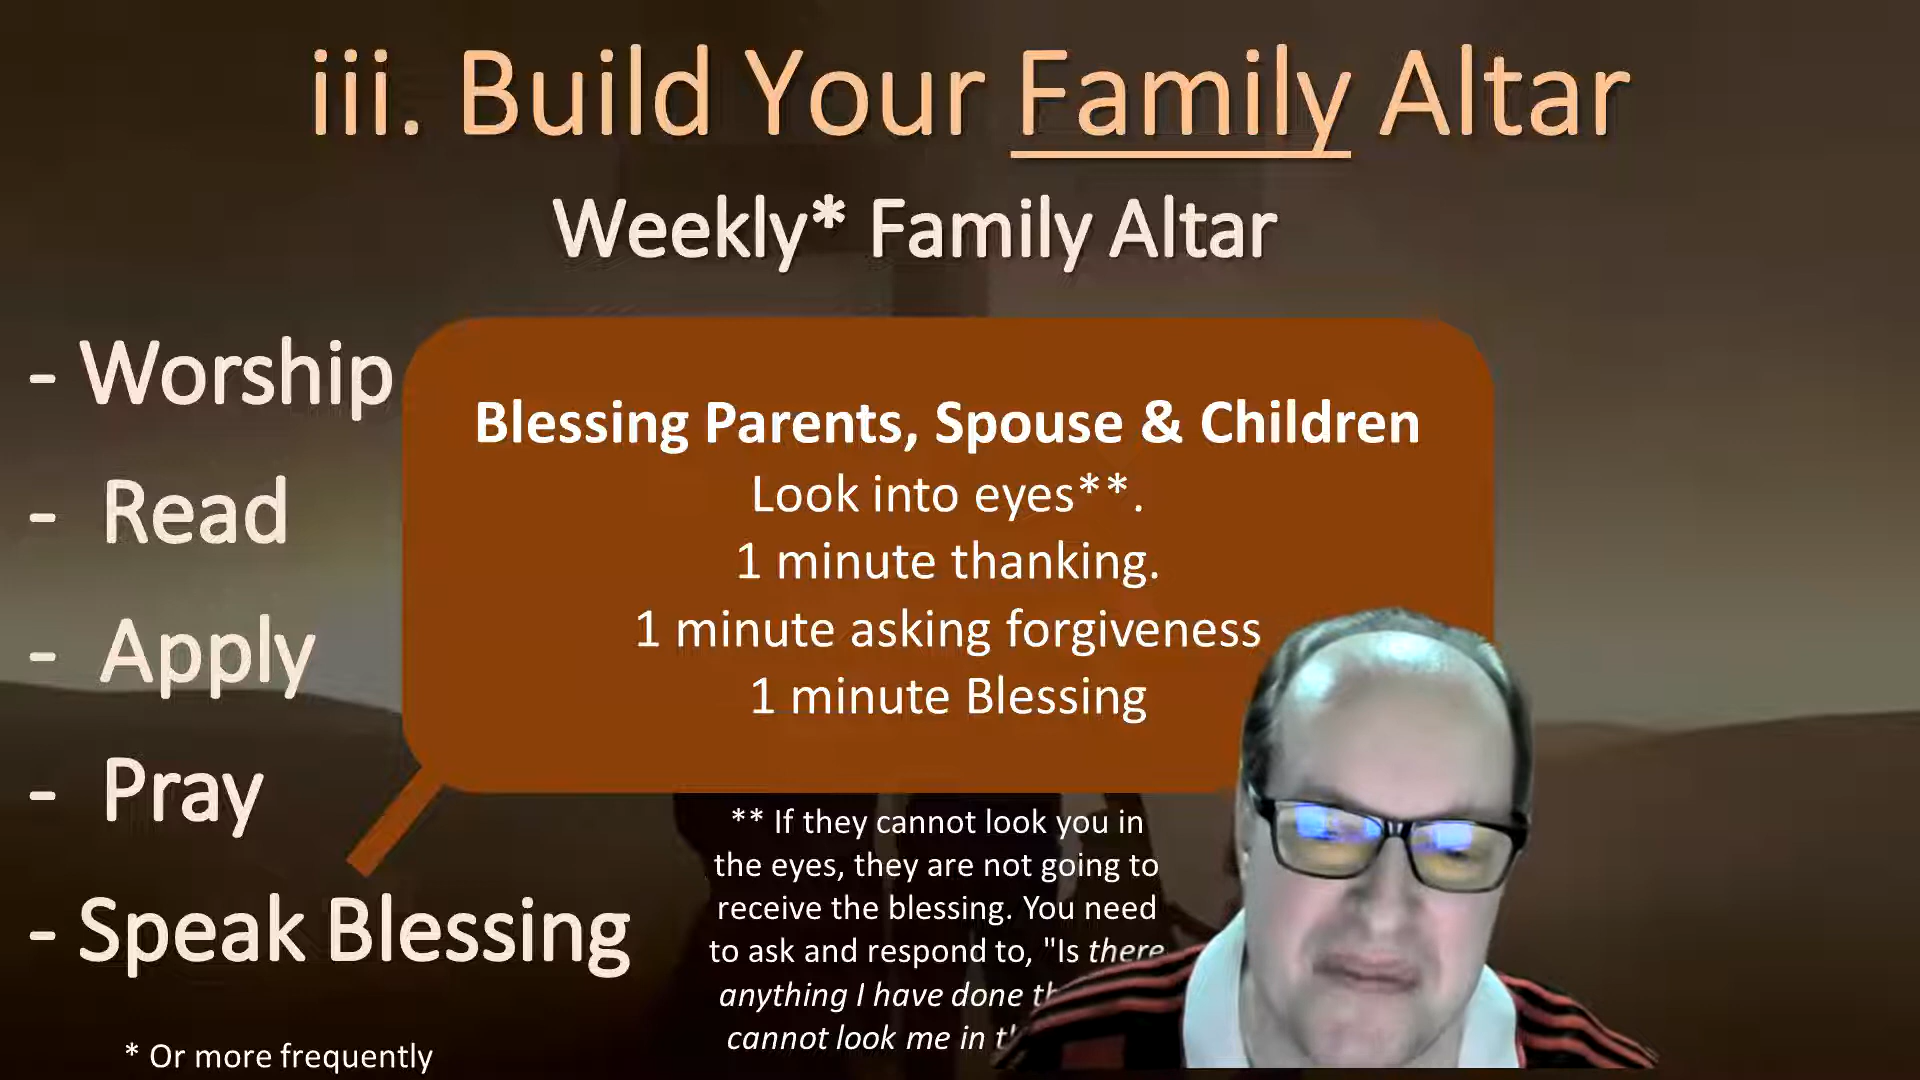 iii. Build Your Family Altar
Weekly* Family Altar
- Worship
- Read
- Apply
- Pray
- Speak Blessing
* Or more frequently
Blessing Parents, Spouse & Children
Look into eyes**.
1 minute thanking.
1 minute asking forgiveness
1 minute Blessing
** If they cannot look you in
the eyes, they are not going to
receive the blessing. You need
to ask and respond to, "Is there
anything I have done
cannot look me in